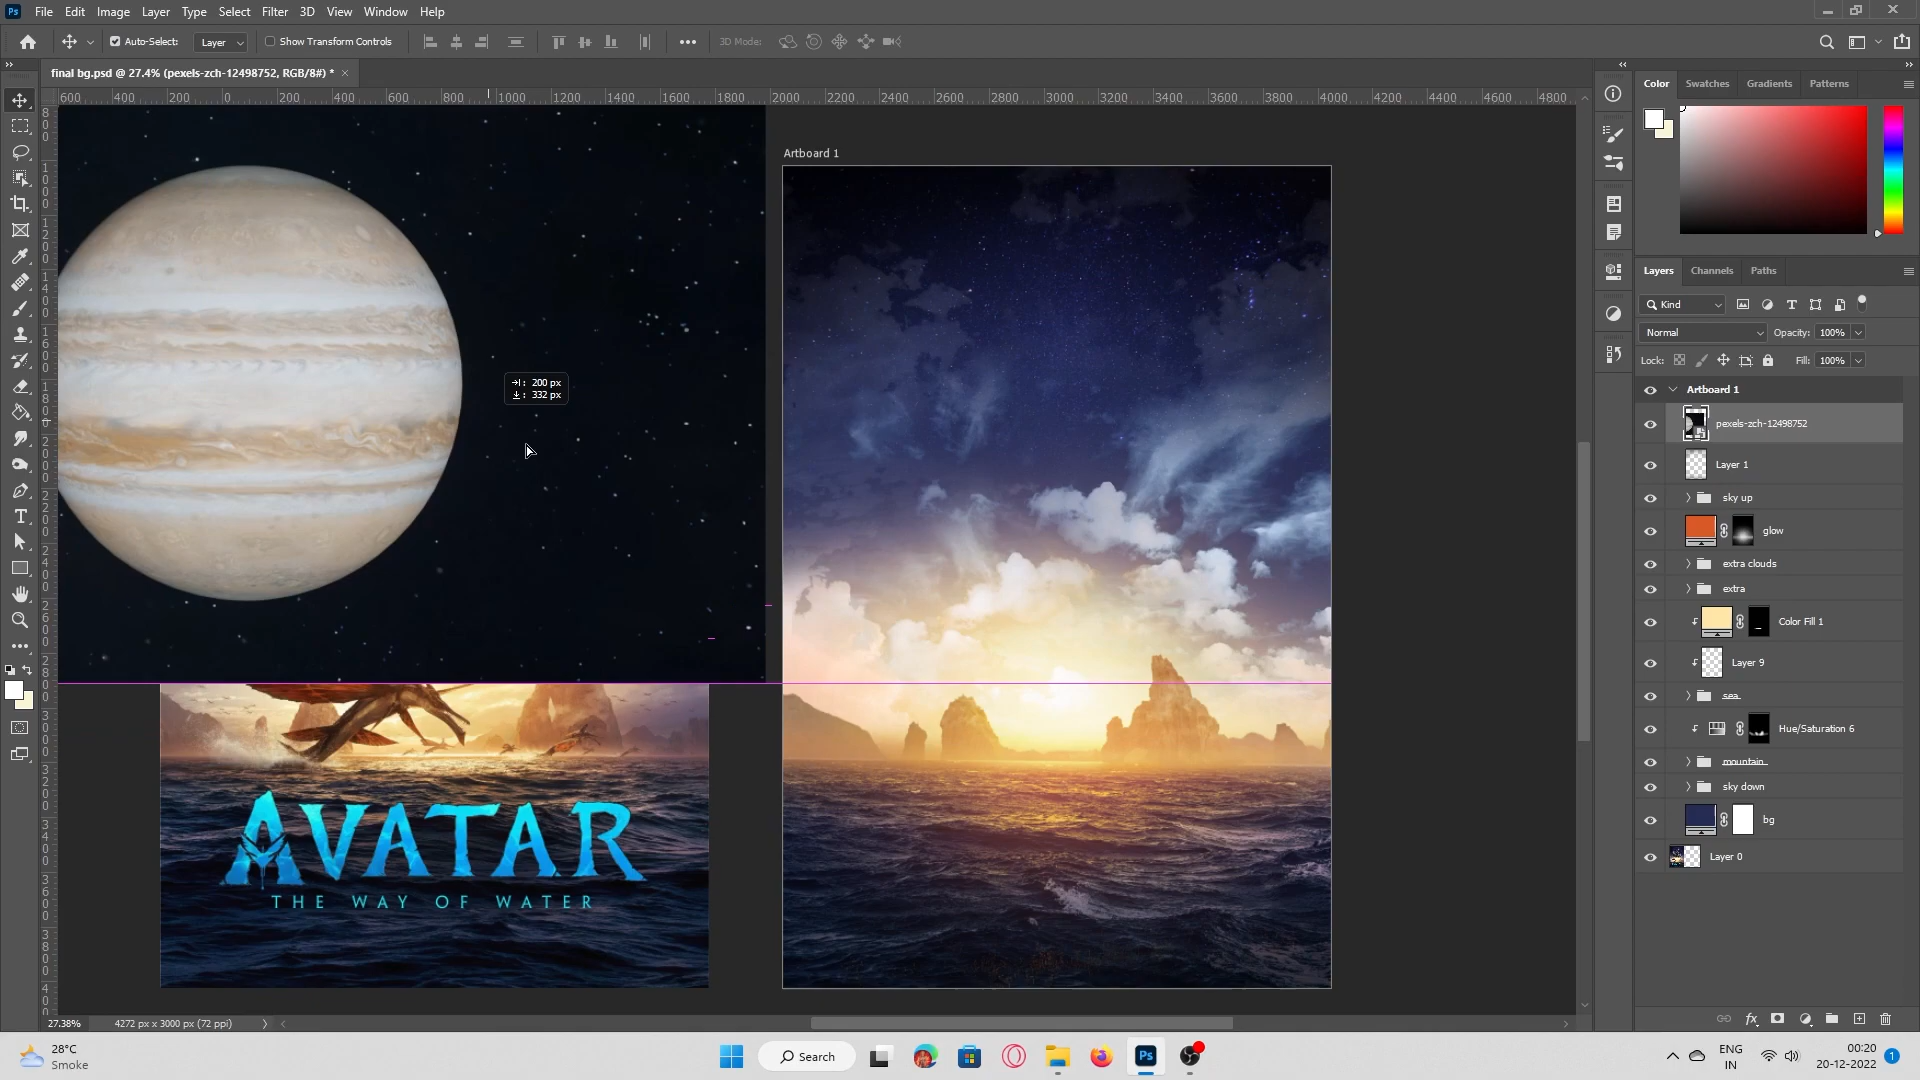 Ps File Edit Image Layer Type Select Filter 3D View Window Help
Auto-Select: Layer Show Transform Controls 3D Mode:
final bg.psd @ 27.4% (pexels-zch-12498752, RGB/8#) * ×
600 400 200 0 200 400 600 800 1000 1200 1400 1600 1800 2000 2200 2400 2600 2800 3000 3200 3400 3600 3800 4000 4200 4400 4600 4800
Artboard 1
: 200 px
: 332 px
AVATAR
THE WAY OF WATER
27.38% 4272 px x 3000 px (72 ppi)
Color Swatches Gradients Patterns
Layers Channels Paths
Kind
Normal Opacity: 100%
Lock: Fill: 100%
Artboard 1
pexels-zch-12498752
Layer 1
sky up
glow
extra clouds
extra
Color Fill 1
Layer 9
sea
Hue/Saturation 6
mountain
sky down
bg
Layer 0
fx
28°C
Smoke
Search
Ps
ENG
IN
00:20
20-12-2022
1